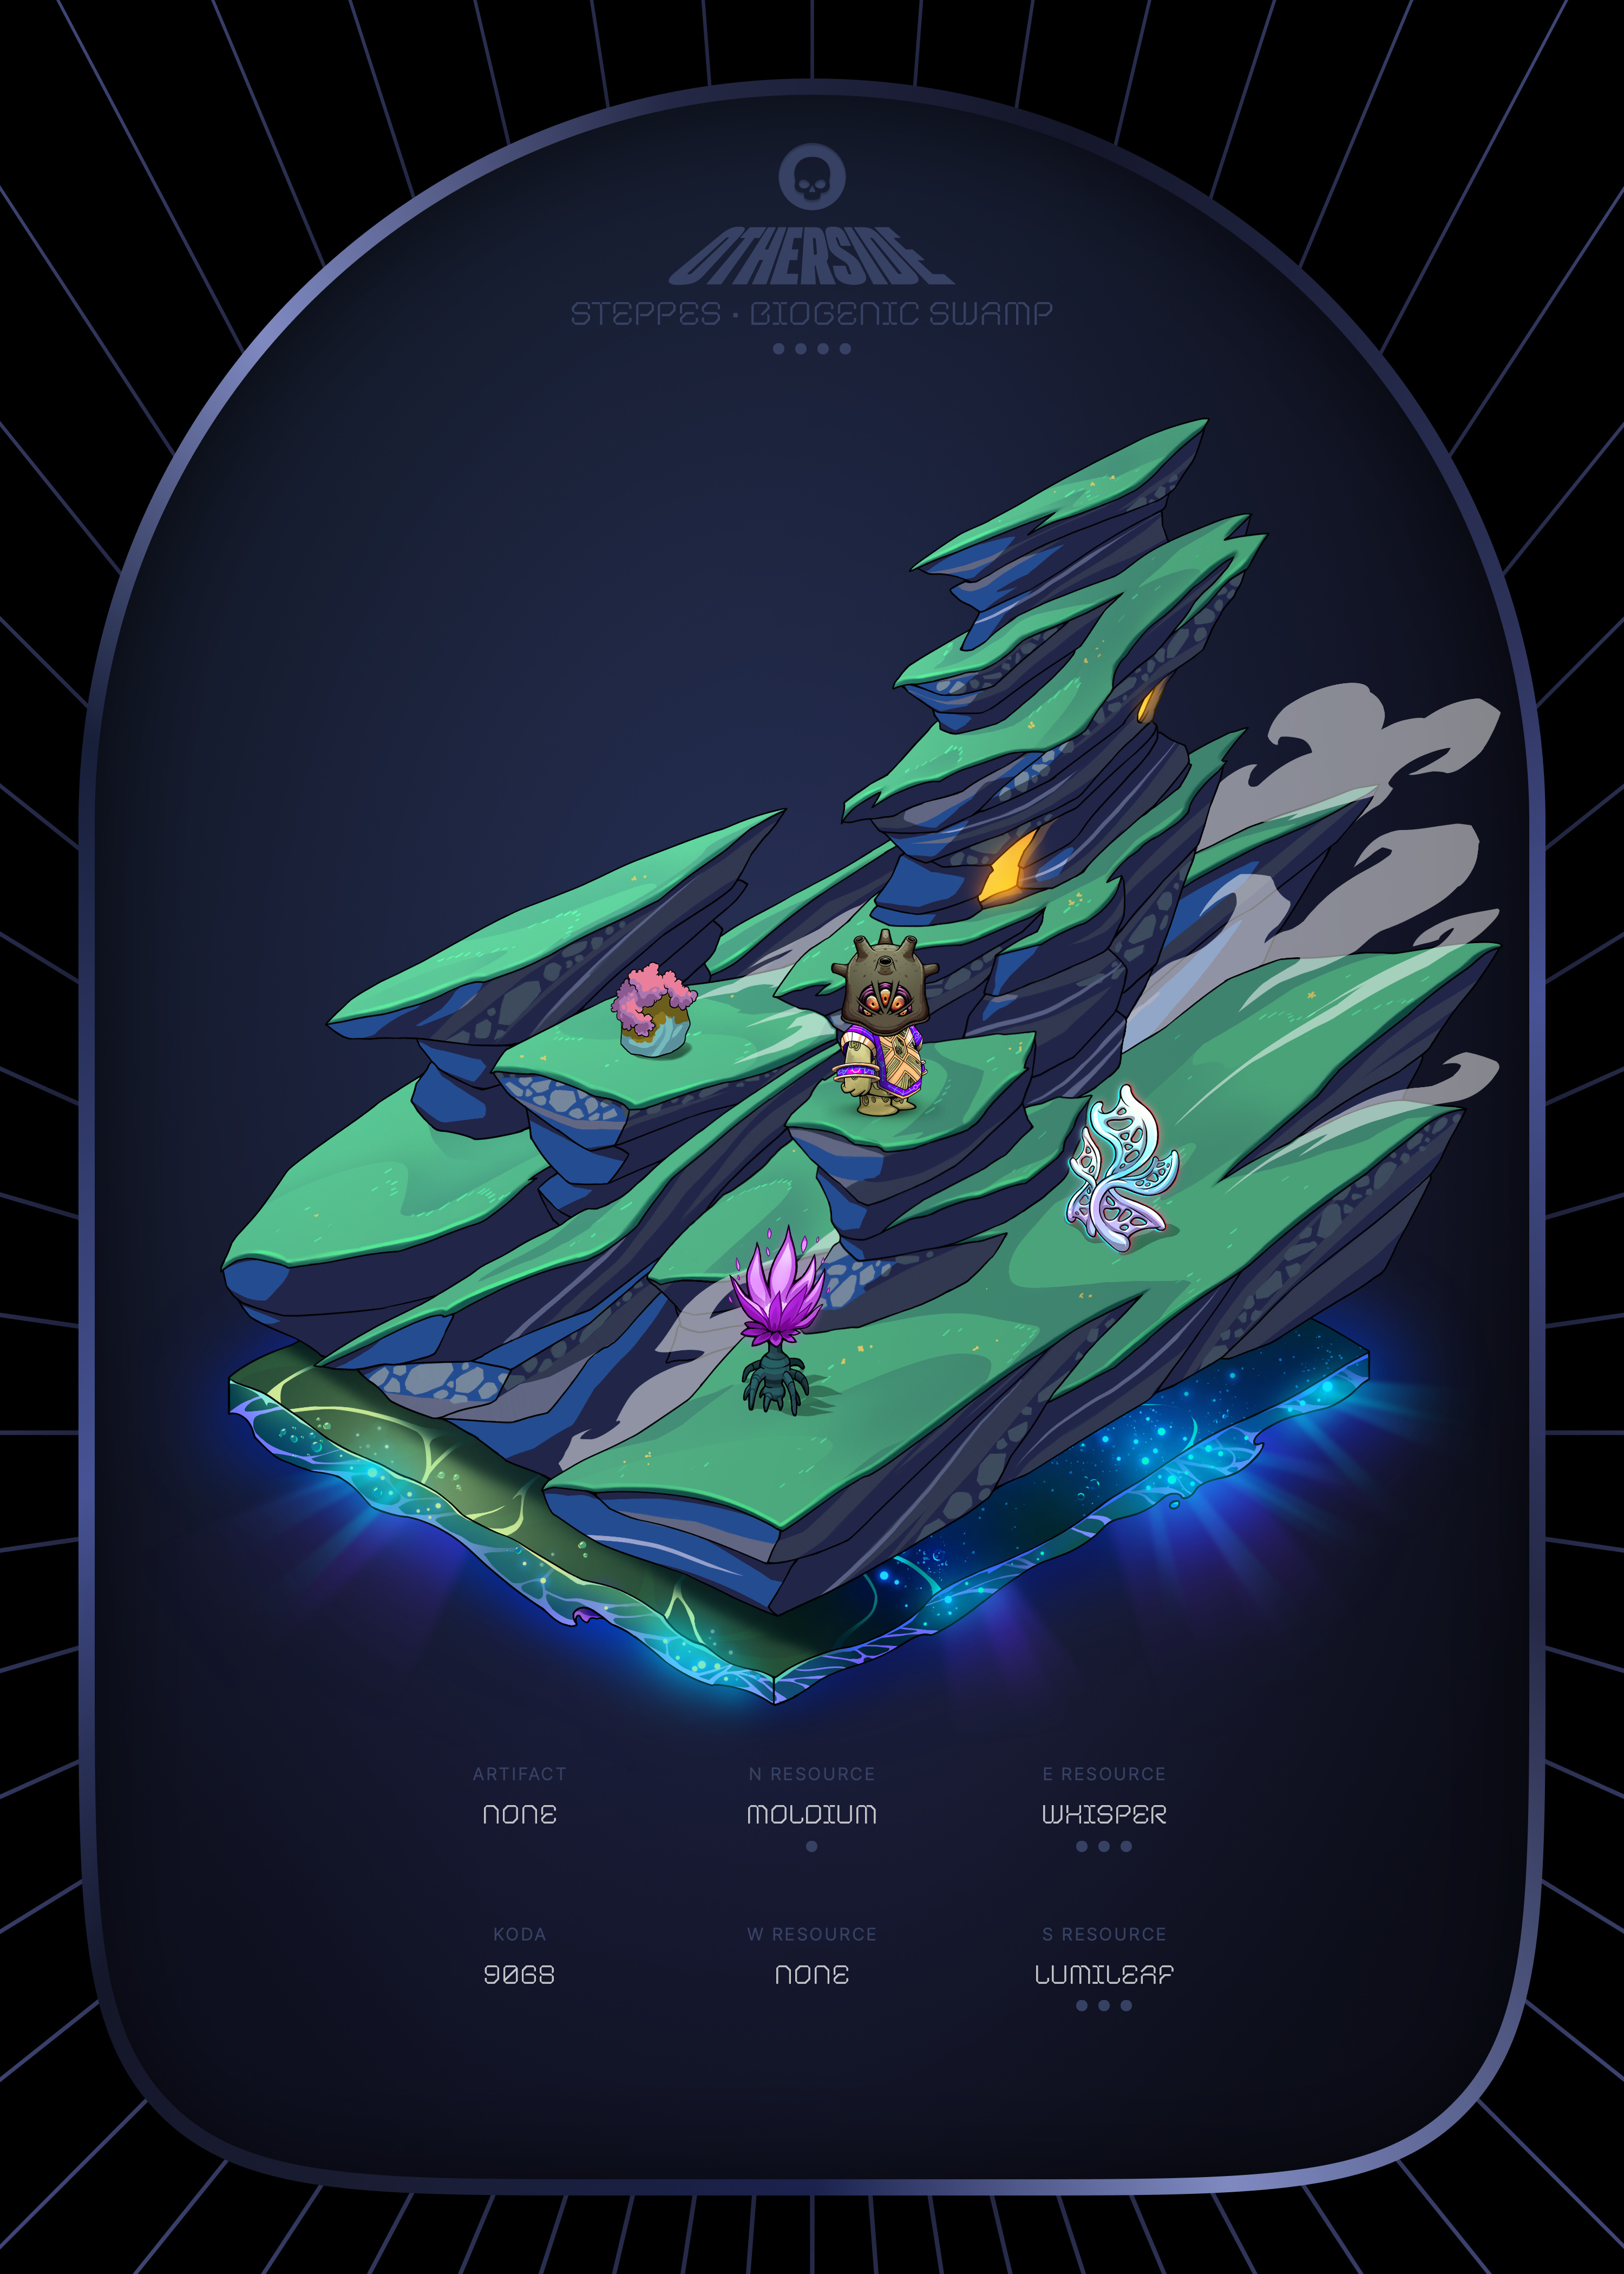 OTHERSIDE
STEPPES · BIOGENIC SWAMP
ARTIFACT
NONE
N RESOURCE
MOLDIUM
E RESOURCE
WHISPER
KODA
9068
W RESOURCE
NONE
S RESOURCE
LUMILEAF